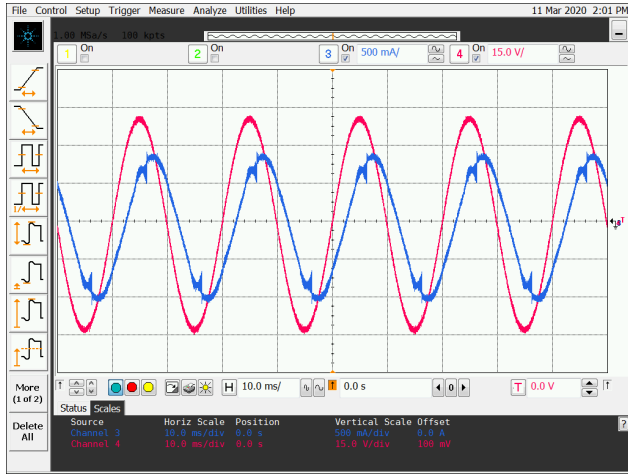 File Control Setup Trigger Measure Analyze Utilities Help 11 Mar 2020 2:01 PM
1.00 MSa/s 100 kpts
1 On 2 On 3 On 500 mA/ 4 On 15.0 V/
T
More
(1 of 2)
Delete
All
H 10.0 ms/ T 0.0 s 0 T 0.0 V
Status Scales
Source Horiz Scale Position Vertical Scale Offset
Channel 3 10.0 ms/div 0.0 s 500 mA/div 0.0 A
Channel 4 10.0 ms/div 0.0 s 15.0 V/div 100 mV
?